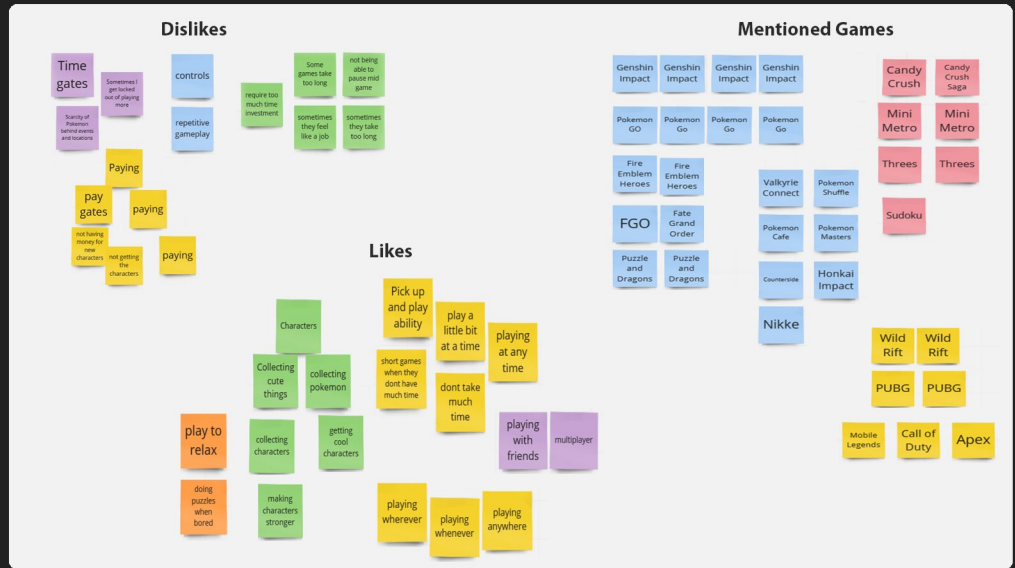 Dislikes
Time
gates
Sometimes I
get locked
out of playing
more
Scarcity of
Pokemon
behind events
and locations
controls
repetitive
gameplay
require too
much time
investment
Some
games take
too long
not being
able to
pause mid
game
sometimes
they feel
like a job
sometimes
they take
too long
Paying
pay
gates
paying
not having
money for
new
characters
not getting
the
characters
paying
Likes
Characters
Collecting
cute
things
collecting
pokemon
collecting
characters
getting
cool
characters
making
characters
stronger
play to
relax
doing
puzzles
when
bored
Pick up
and play
ability
play a
little bit
at a time
playing
at any
time
short games
when they
dont have
much time
dont take
much
time
playing
with
friends
multiplayer
playing
wherever
playing
whenever
playing
anywhere
Mentioned Games
Genshin
Impact
Genshin
Impact
Genshin
Impact
Genshin
Impact
Pokemon
GO
Pokemon
Go
Pokemon
Go
Pokemon
Go
Fire
Emblem
Heroes
Fire
Emblem
Heroes
FGO
Fate
Grand
Order
Puzzle
and
Dragons
Puzzle
and
Dragons
Valkyrie
Connect
Pokemon
Shuffle
Pokemon
Cafe
Pokemon
Masters
Counterside
Honkai
Impact
Nikke
Candy
Crush
Candy
Crush
Saga
Mini
Metro
Mini
Metro
Threes
Threes
Sudoku
Wild
Rift
Wild
Rift
PUBG
PUBG
Mobile
Legends
Call of
Duty
Apex